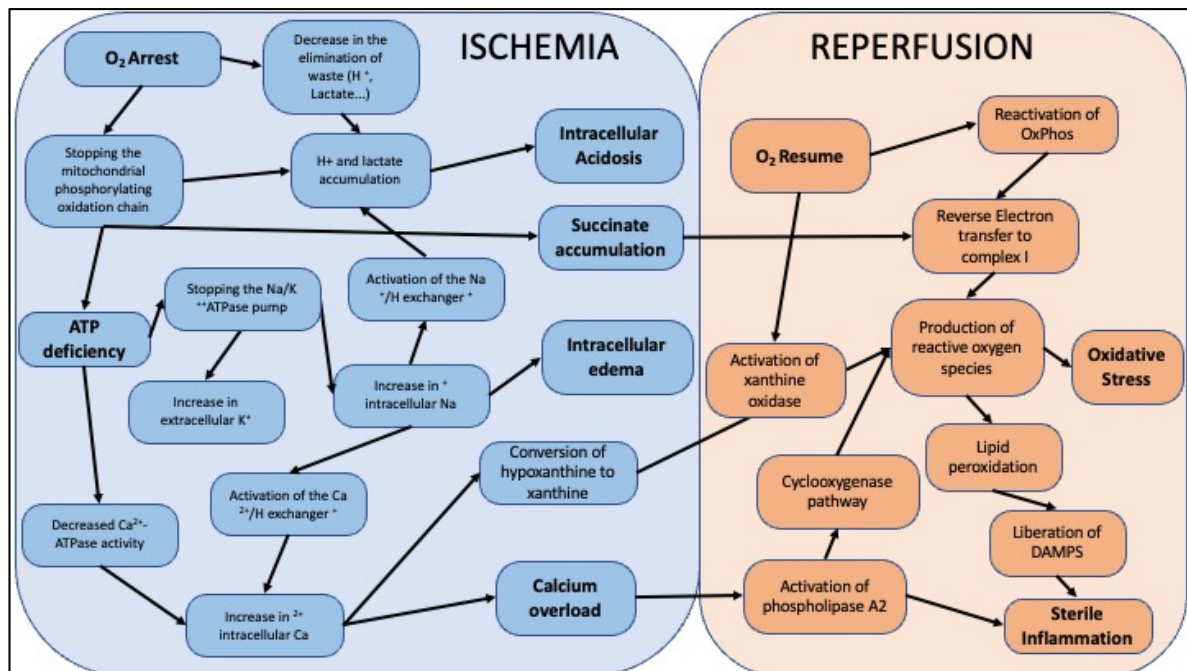 ISCHEMIA
O₂ Arrest
Decrease in the
elimination of
waste (H ⁺,
Lactate...)
Stopping the
mitochondrial
phosphorylating
oxidation chain
H+ and lactate
accumulation
Intracellular
Acidosis
Succinate
accumulation
Activation of the Na
⁺/H exchanger ⁺
Stopping the Na/K
⁺⁺ATPase pump
ATP
deficiency
Increase in
extracellular K⁺
Increase in ⁺
intracellular Na
Intracellular
edema
Activation of the Ca
²⁺/H exchanger ⁺
Conversion of
hypoxanthine to
xanthine
Decreased Ca²⁺-
ATPase activity
Increase in ²⁺
intracellular Ca
Calcium
overload
REPERFUSION
O₂ Resume
Reactivation of
OxPhos
Reverse Electron
transfer to
complex I
Production of
reactive oxygen
species
Oxidative
Stress
Activation of
xanthine
oxidase
Lipid
peroxidation
Cyclooxygenase
pathway
Liberation of
DAMPS
Activation of
phospholipase A2
Sterile
Inflammation